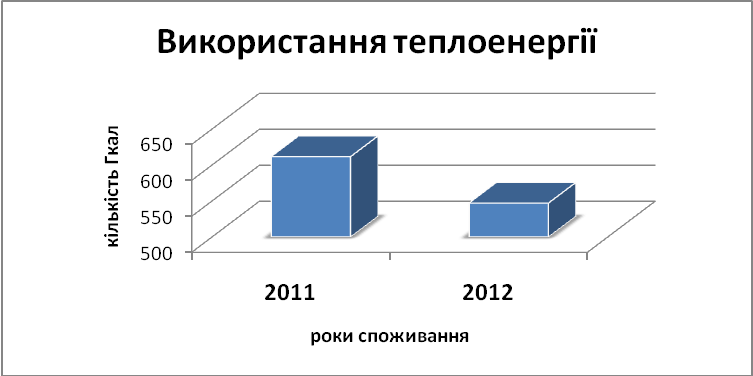 Використання теплоенергії
кількість Гкал
650
600
550
500
2011
2012
роки споживання